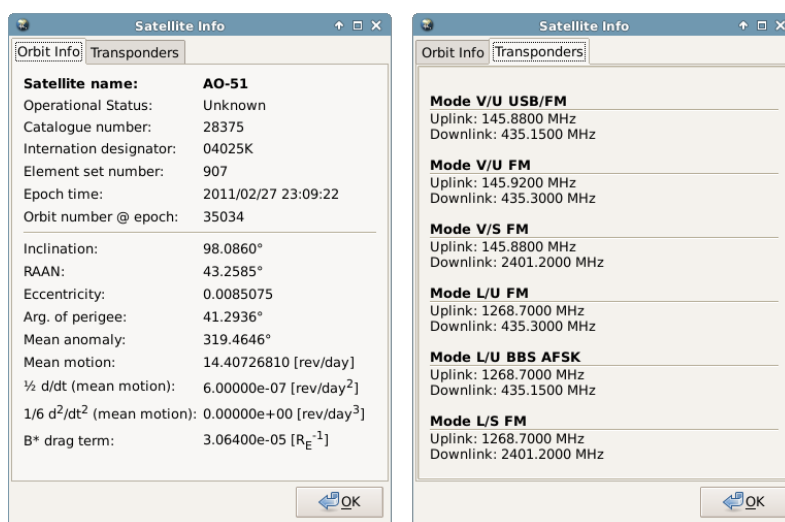 Satellite Info
Orbit Info Transponders
Satellite name: AO-51
Operational Status: Unknown
Catalogue number: 28375
Internation designator: 04025K
Element set number: 907
Epoch time: 2011/02/27 23:09:22
Orbit number @ epoch: 35034
Inclination: 98.0860°
RAAN: 43.2585°
Eccentricity: 0.0085075
Arg. of perigee: 41.2936°
Mean anomaly: 319.4646°
Mean motion: 14.40726810 [rev/day]
½ d/dt (mean motion): 6.00000e-07 [rev/day²]
1/6 d²/dt² (mean motion): 0.00000e+00 [rev/day³]
B* drag term: 3.06400e-05 [R_E⁻¹]
OK
Satellite Info
Orbit Info Transponders
Mode V/U USB/FM
Uplink: 145.8800 MHz
Downlink: 435.1500 MHz
Mode V/U FM
Uplink: 145.9200 MHz
Downlink: 435.3000 MHz
Mode V/S FM
Uplink: 145.8800 MHz
Downlink: 2401.2000 MHz
Mode L/U FM
Uplink: 1268.7000 MHz
Downlink: 435.3000 MHz
Mode L/U BBS AFSK
Uplink: 1268.7000 MHz
Downlink: 435.1500 MHz
Mode L/S FM
Uplink: 1268.7000 MHz
Downlink: 2401.2000 MHz
OK